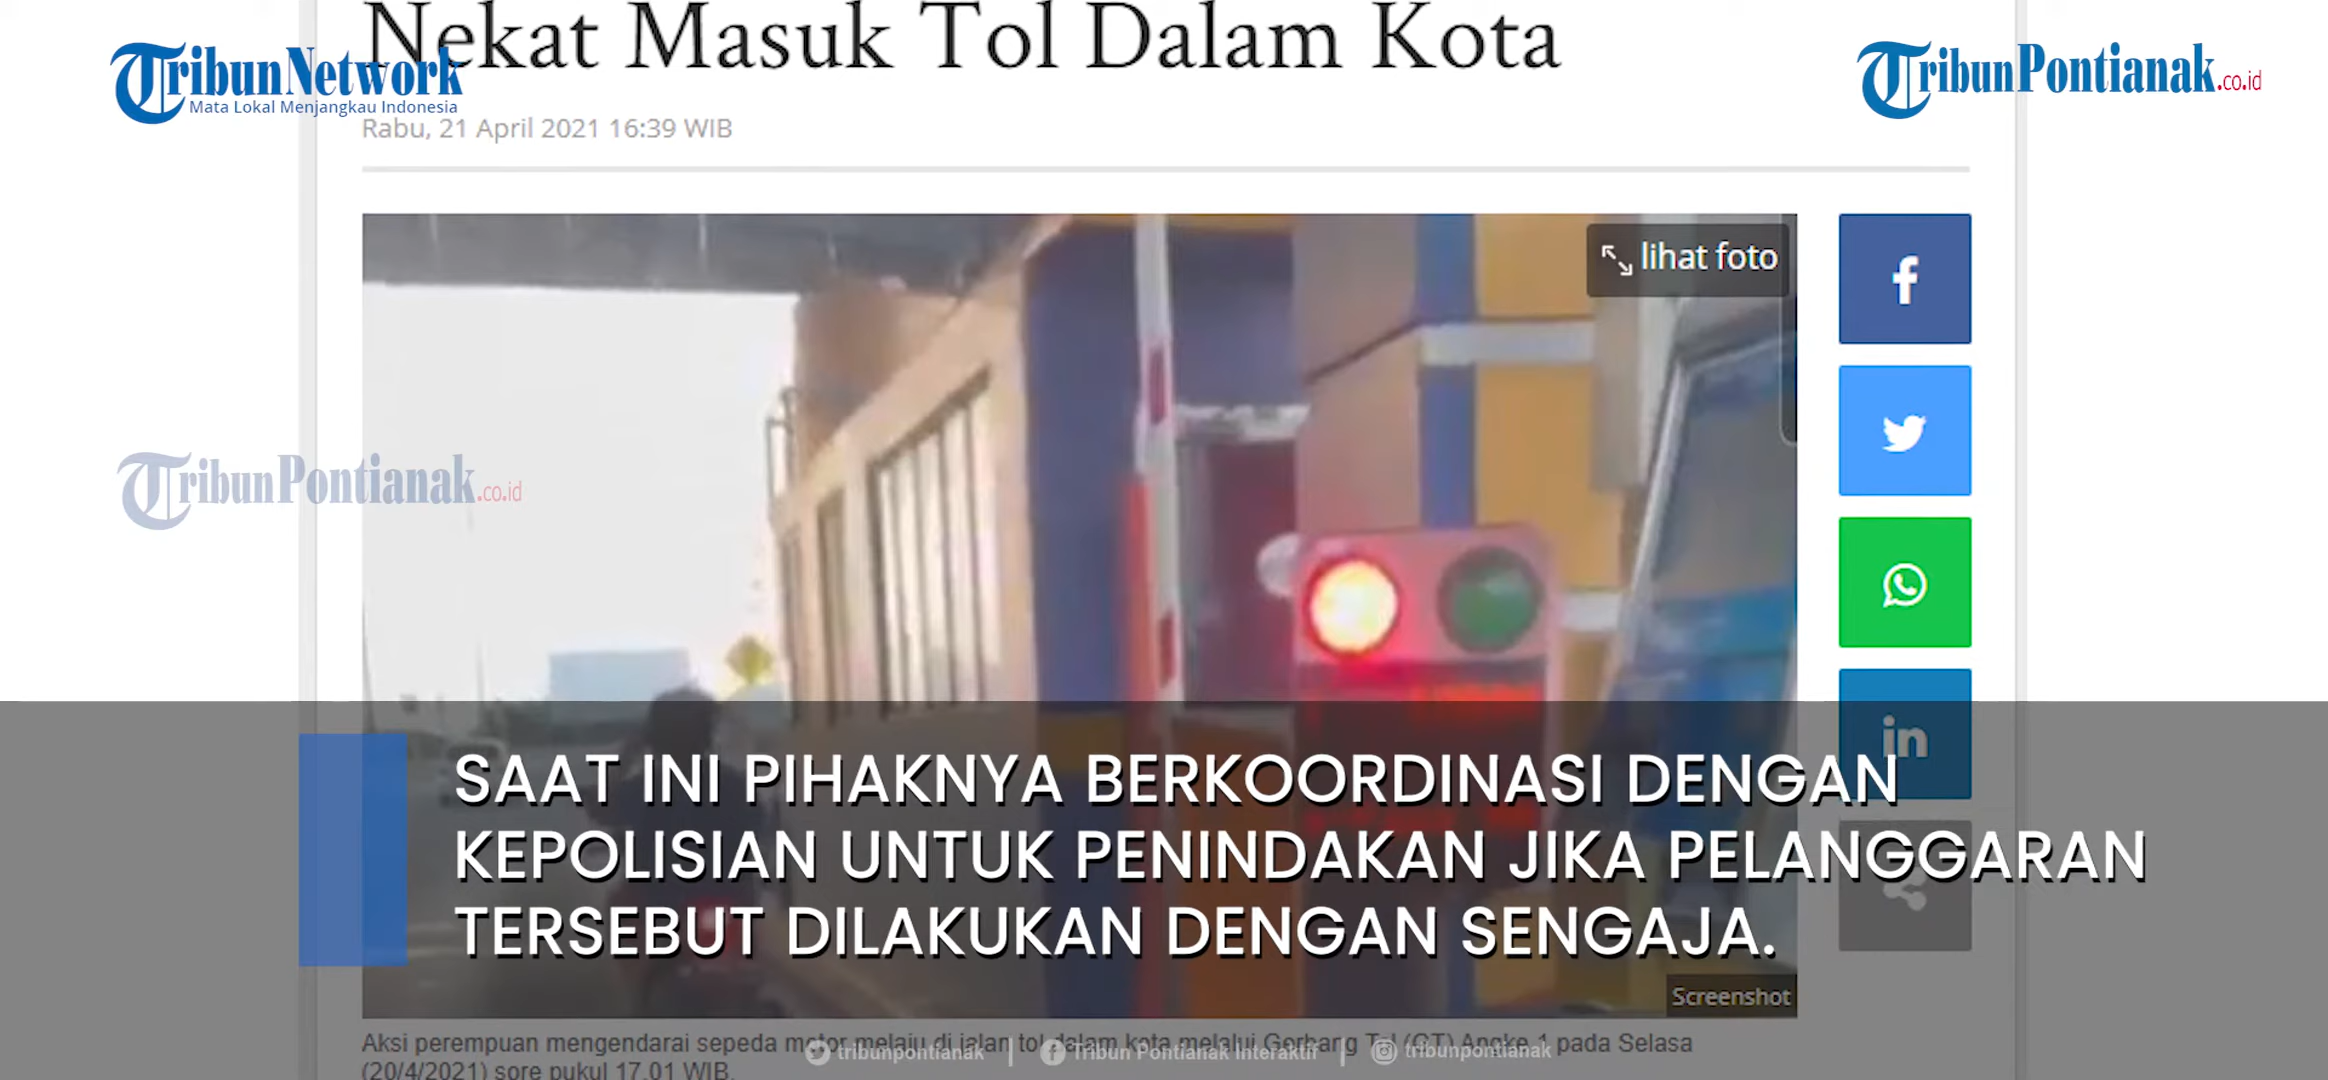 Nekat Masuk Tol Dalam Kota
TribunNetwork
Mata Lokal Menjangkau Indonesia
TribunPontianak.co.id
Rabu, 21 April 2021 16:39 WIB
lihat foto
f
TribunPontianak.co.id
in
SAAT INI PIHAKNYA BERKOORDINASI DENGAN
KEPOLISIAN UNTUK PENINDAKAN JIKA PELANGGARAN
TERSEBUT DILAKUKAN DENGAN SENGAJA.
Screenshot
Aksi perempuan mengendarai sepeda motor melaju di jalan tol dalam kota melalui Gerbang Tol (GT) Angke 1 pada Selasa
tribunpontianak | Tribun Pontianak Interaktif | tribunpontianak
(20/4/2021) sore pukul 17.01 WIB.